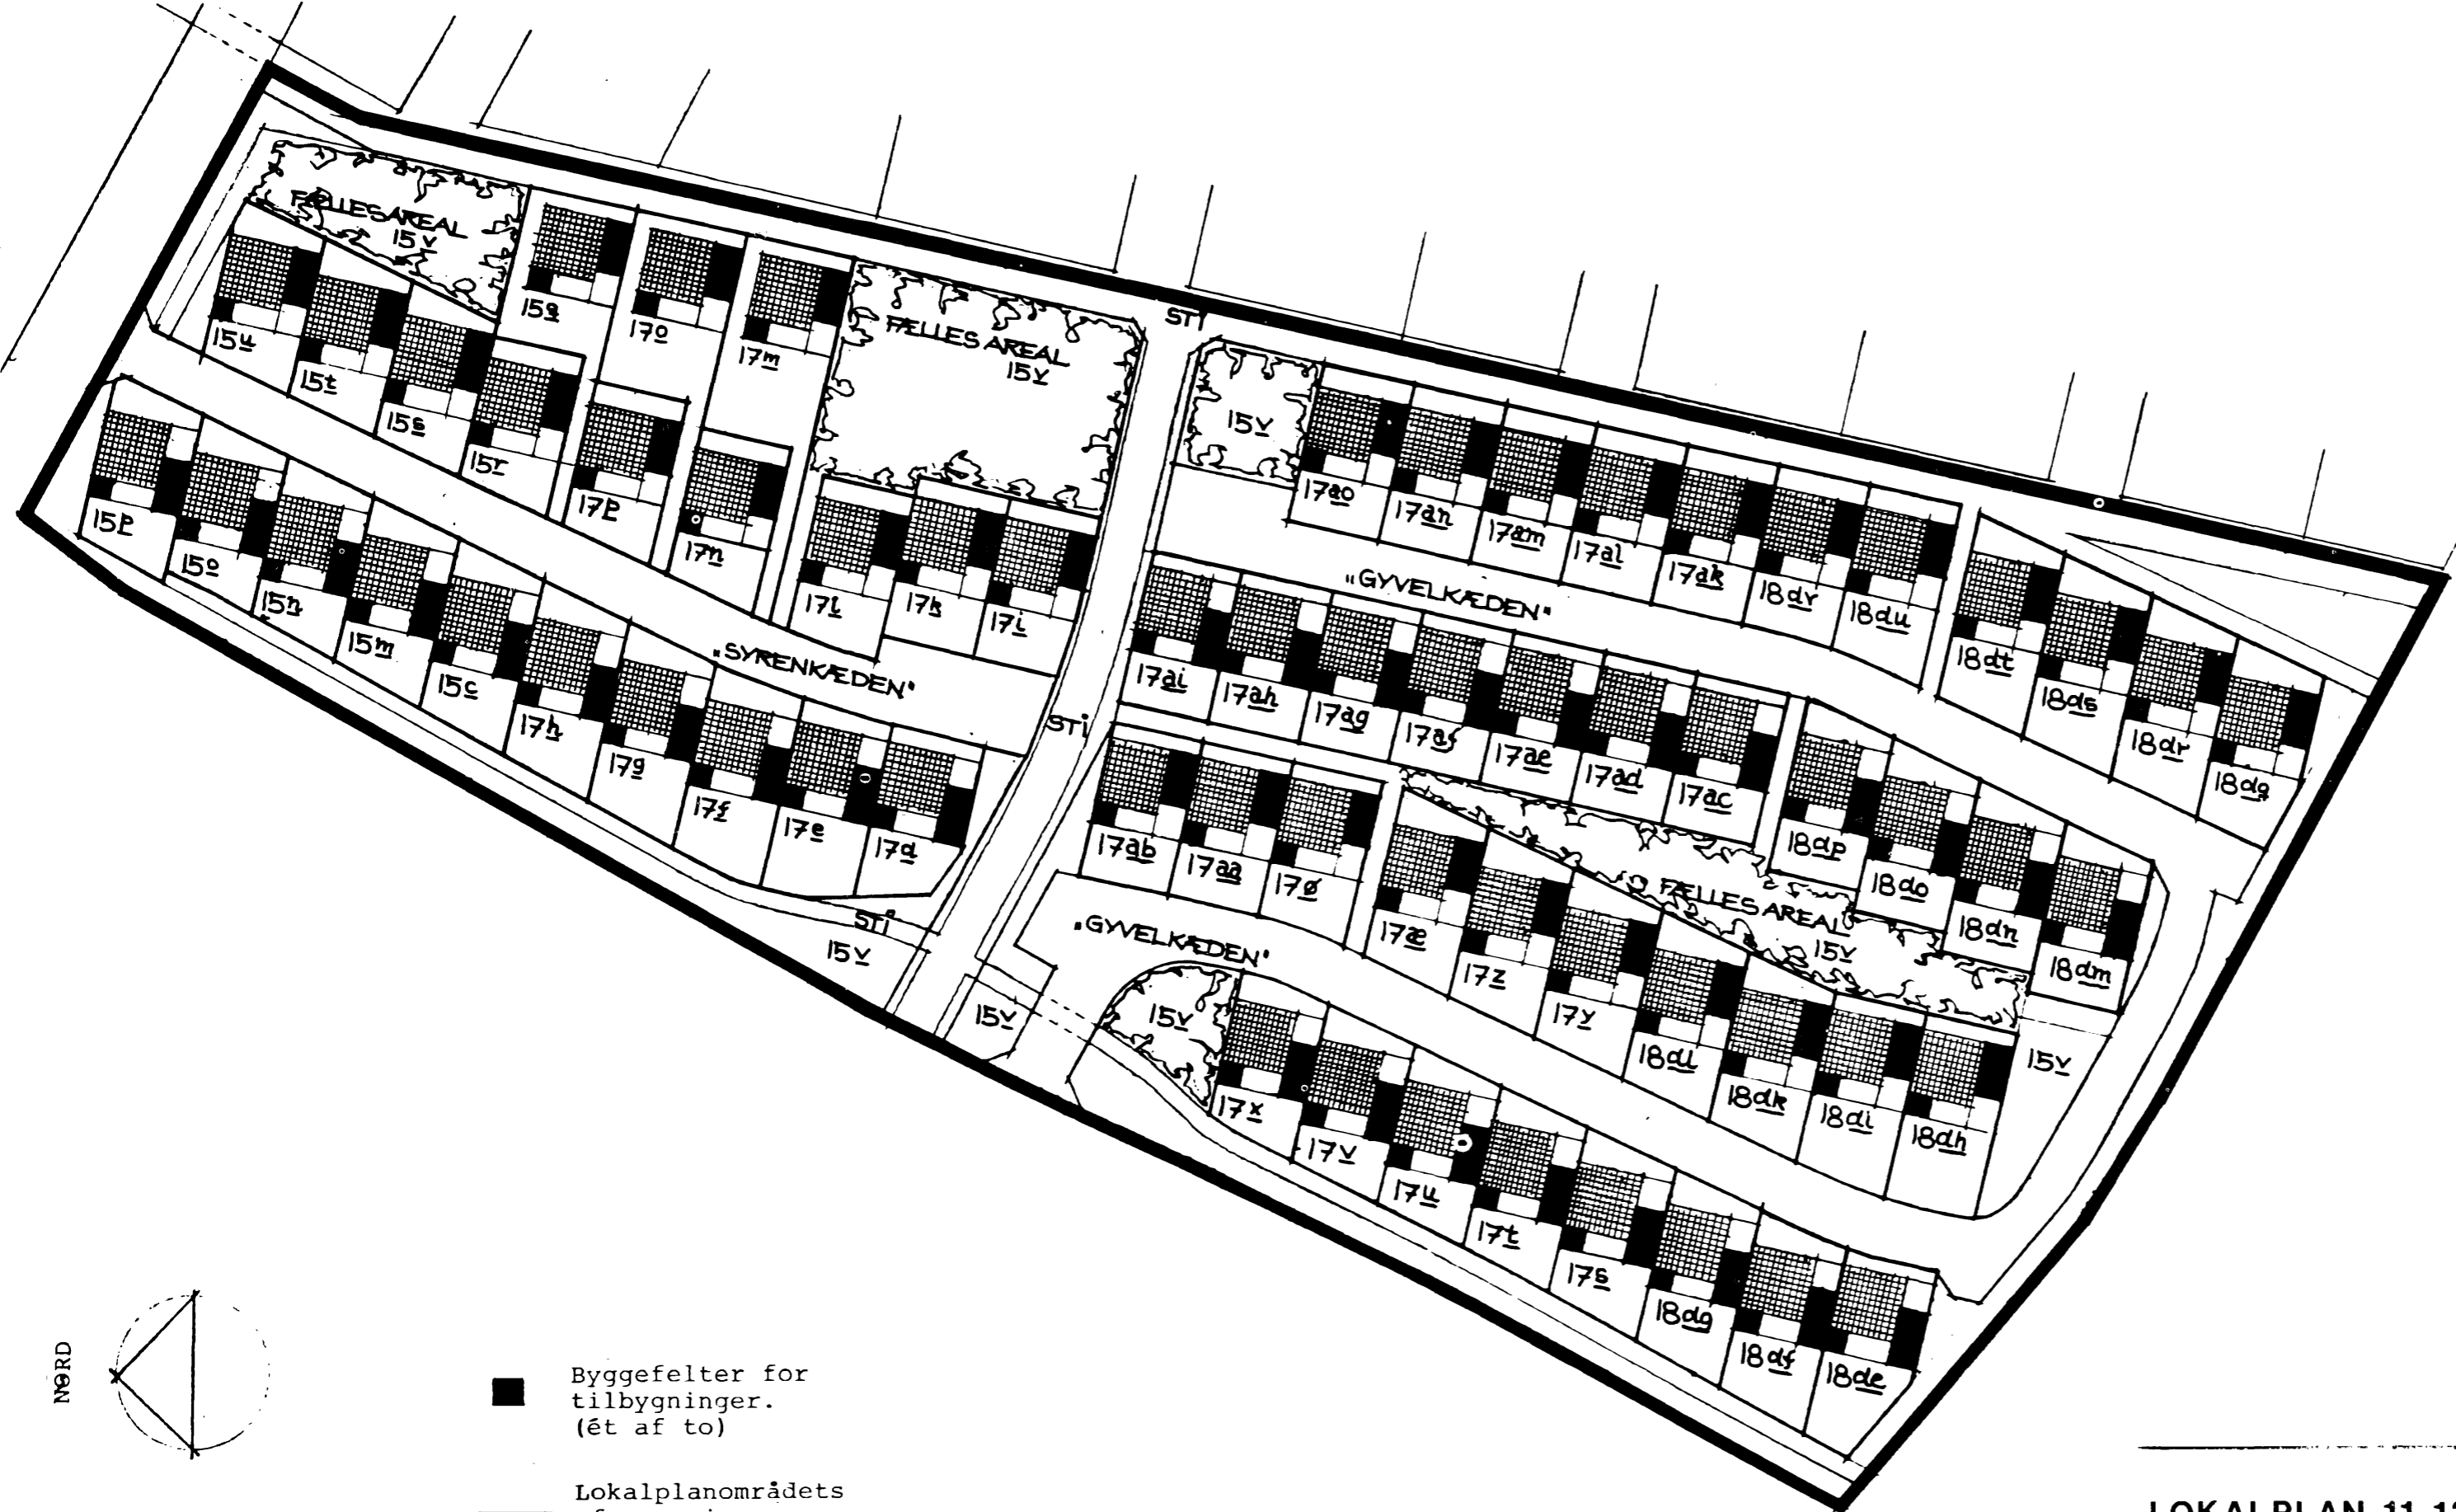 FÆLLESAREAL
15v
15q
17o
17m
FÆLLES AREAL
15v
STi
15v
15u
15t
15s
15r
17p
17n
17l
17k
17i
15p
15o
15n
15m
15c
17h
17g
17f
17e
17d
"SYRENKÆDEN"
STi
STi
15v
17ao
17an
17am
17al
17ak
18dv
18du
18dt
18ds
18dr
18dq
"GYVELKÆDEN"
17ai
17ah
17ag
17af
17ae
17ad
17ac
18dp
18do
18dn
18dm
17ab
17aa
17ø
17æ
17z
17y
18dl
18dk
18di
18dh
FÆLLESAREAL
15v
15v
"GYVELKÆDEN"
15v
15v
17x
17v
17u
17t
17s
18dg
18df
18de
NORD
Byggefelter for
tilbygninger.
(ét af to)
Lokalplanområdets
LOKALPLAN 11